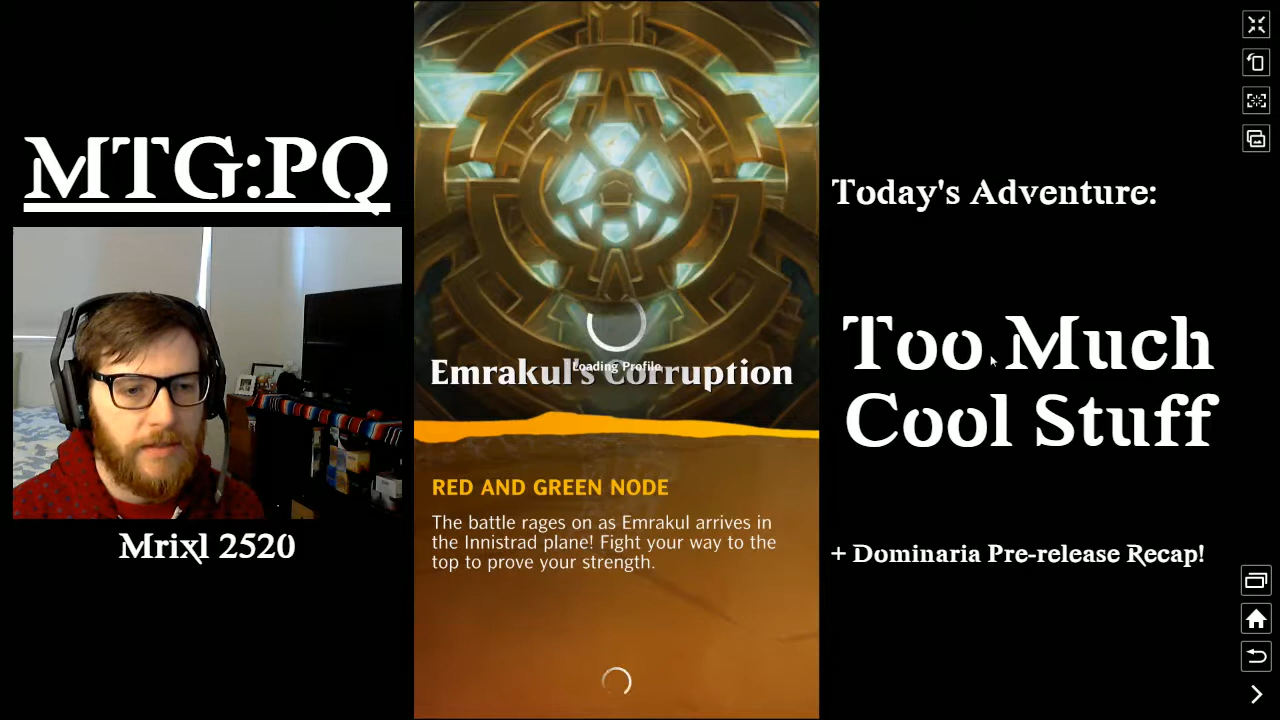 MTG:PQ
Mrixl 2520
Loading Profile
Emrakul's Corruption
RED AND GREEN NODE
The battle rages on as Emrakul arrives in
the Innistrad plane! Fight your way to the
top to prove your strength.
Today's Adventure:
Too Much
Cool Stuff
+ Dominaria Pre-release Recap!